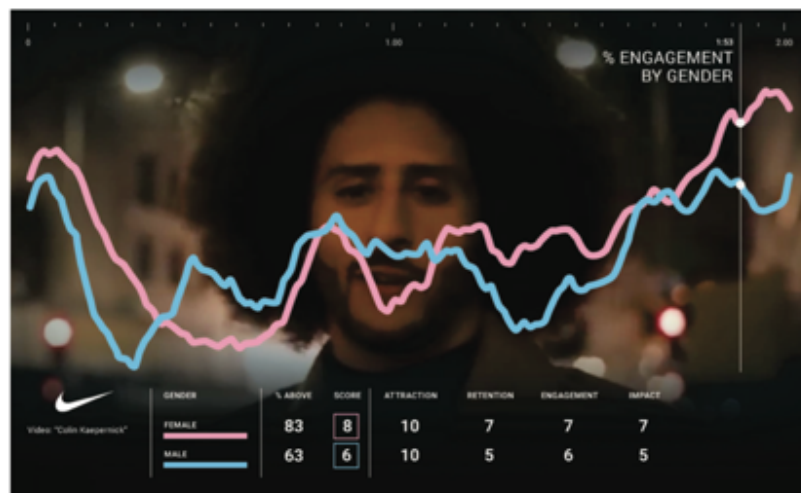 0 1:00 1:53 2:00
% ENGAGEMENT
BY GENDER
GENDER % ABOVE SCORE ATTRACTION RETENTION ENGAGEMENT IMPACT
FEMALE 83 8 10 7 7 7
Video: "Colin Kaepernick"
MALE 63 6 10 5 6 5